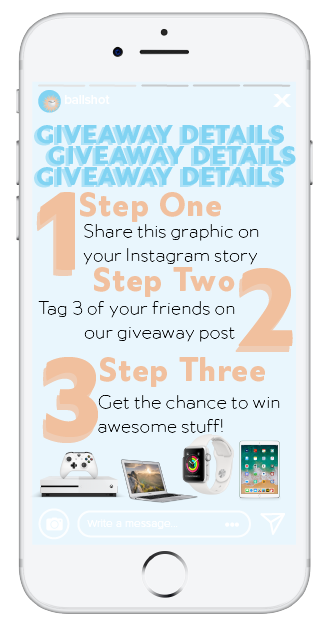 ballshot
GIVEAWAY DETAILS
GIVEAWAY DETAILS
GIVEAWAY DETAILS
1 Step One
Share this graphic on
your Instagram story
Step Two 2
Tag 3 of your friends on
our giveaway post
3 Step Three
Get the chance to win
awesome stuff!
Write a message...